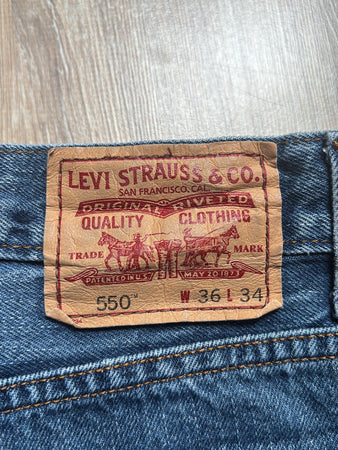 LEVI STRAUSS & CO.
SAN FRANCISCO, CAL.
ORIGINAL RIVETED
QUALITY CLOTHING
TRADE MARK
PATENTED IN U.S. MAY 20 1873
550™ W 36 L 34